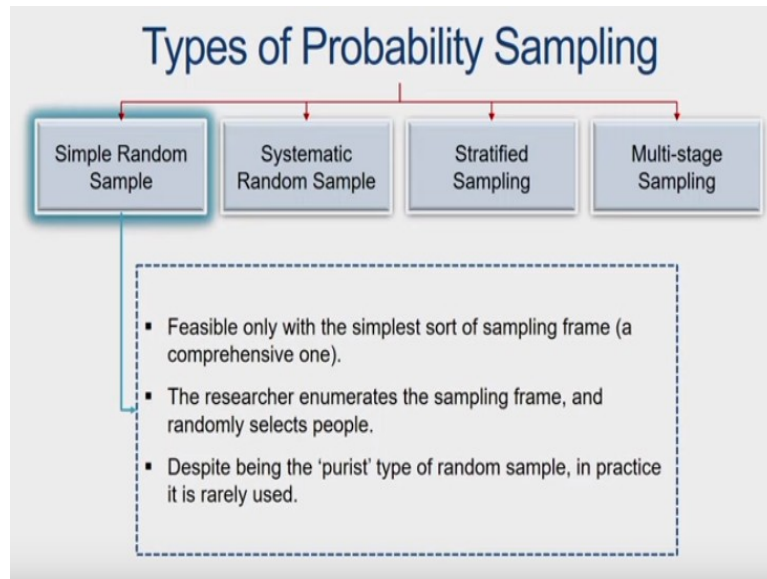 Types of Probability Sampling
Simple Random
Sample
Systematic
Random Sample
Stratified
Sampling
Multi-stage
Sampling
▪ Feasible only with the simplest sort of sampling frame (a
comprehensive one).
▪ The researcher enumerates the sampling frame, and
randomly selects people.
▪ Despite being the ‘purist’ type of random sample, in practice
it is rarely used.